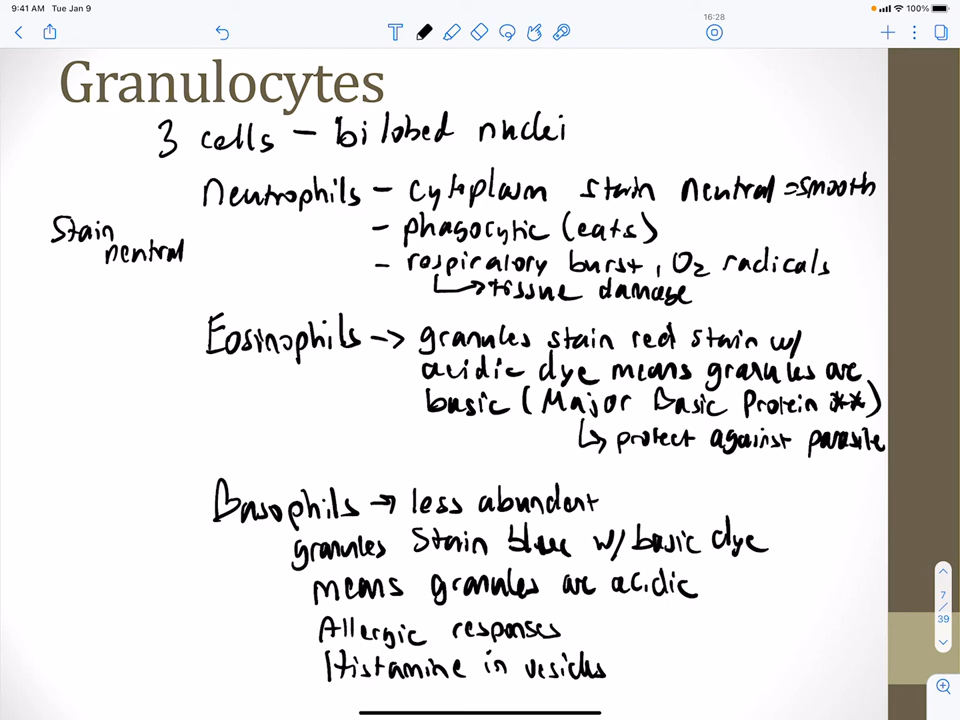 9:41 AM Tue Jan 9
100%
16:28
Granulocytes
3 cells – bilobed nuclei
Neutrophils – cytoplasm stain neutral = smooth
Stain neutral
– phagocytic (eats)
– respiratory burst, O2 radicals
↳ tissue damage
Eosinophils → granules stain red stain w/
acidic dye means granules are
basic (Major Basic Protein **)
↳ protect against parasite
Basophils → less abundant
granules stain blue w/ basic dye
means granules are acidic
Allergic responses
Histamine in vesicles
7
/
39